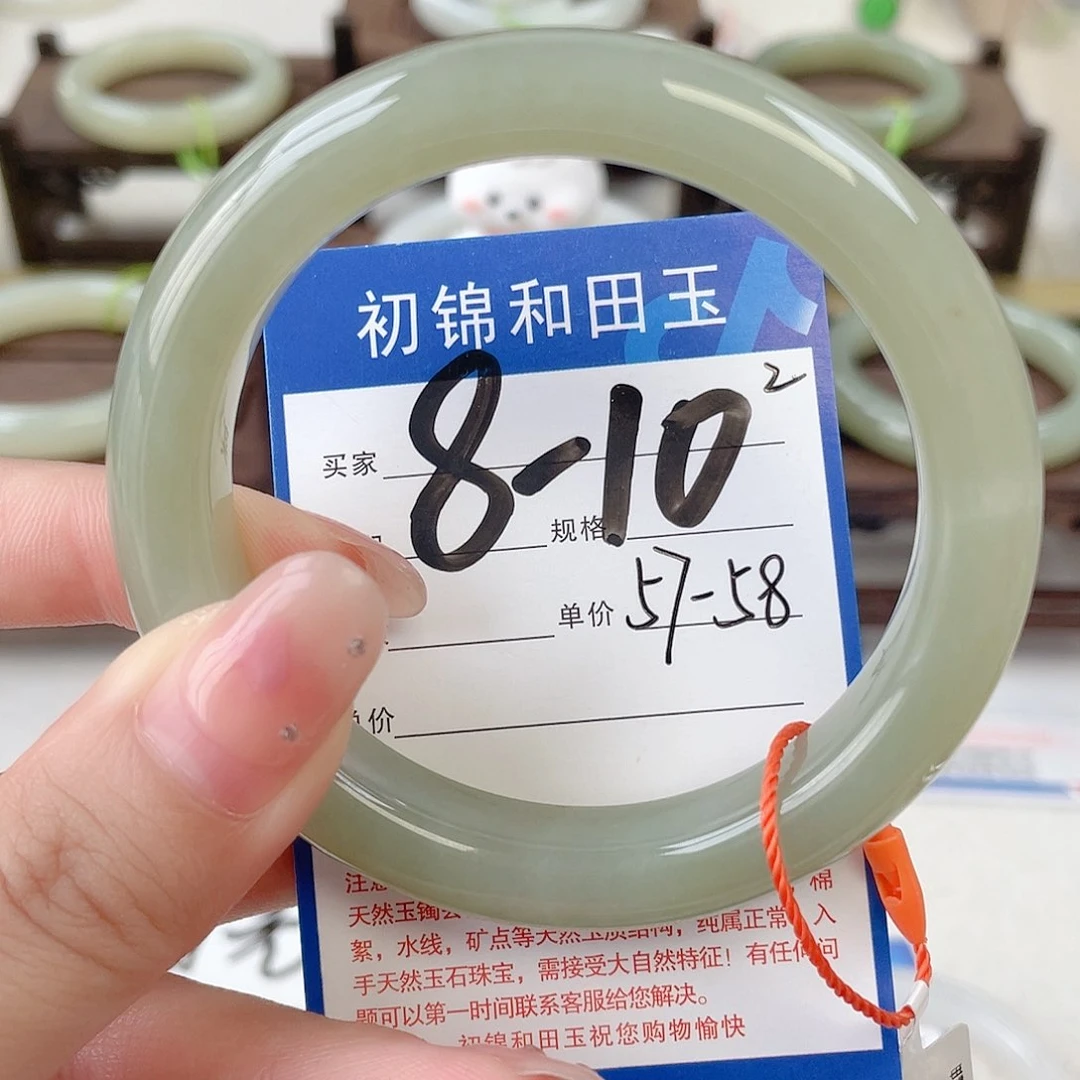 初锦和田玉
8-10²
买家
规格
单价 57-58
价
棉
天然玉镯
絮，水线，矿点等天然玉质结构，纯属正常 入
手天然玉石珠宝，需接受大自然特征！有任何问
题可以第一时间联系客服给您解决。
初锦和田玉祝您购物愉快